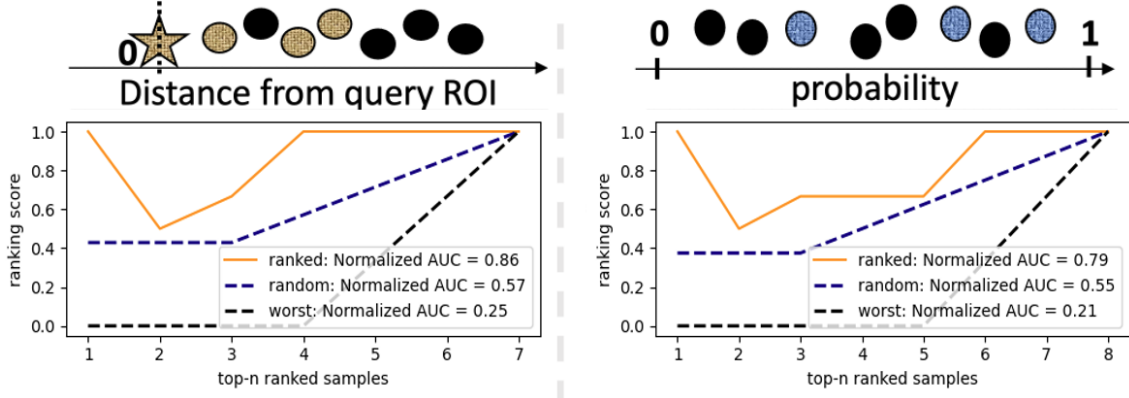 0
Distance from query ROI
1.0
0.8
0.6
0.4
0.2
0.0
ranking score
ranked: Normalized AUC = 0.86
random: Normalized AUC = 0.57
worst: Normalized AUC = 0.25
1 2 3 4 5 6 7
top-n ranked samples
0 1
probability
1.0
0.8
0.6
0.4
0.2
0.0
ranking score
ranked: Normalized AUC = 0.79
random: Normalized AUC = 0.55
worst: Normalized AUC = 0.21
1 2 3 4 5 6 7 8
top-n ranked samples